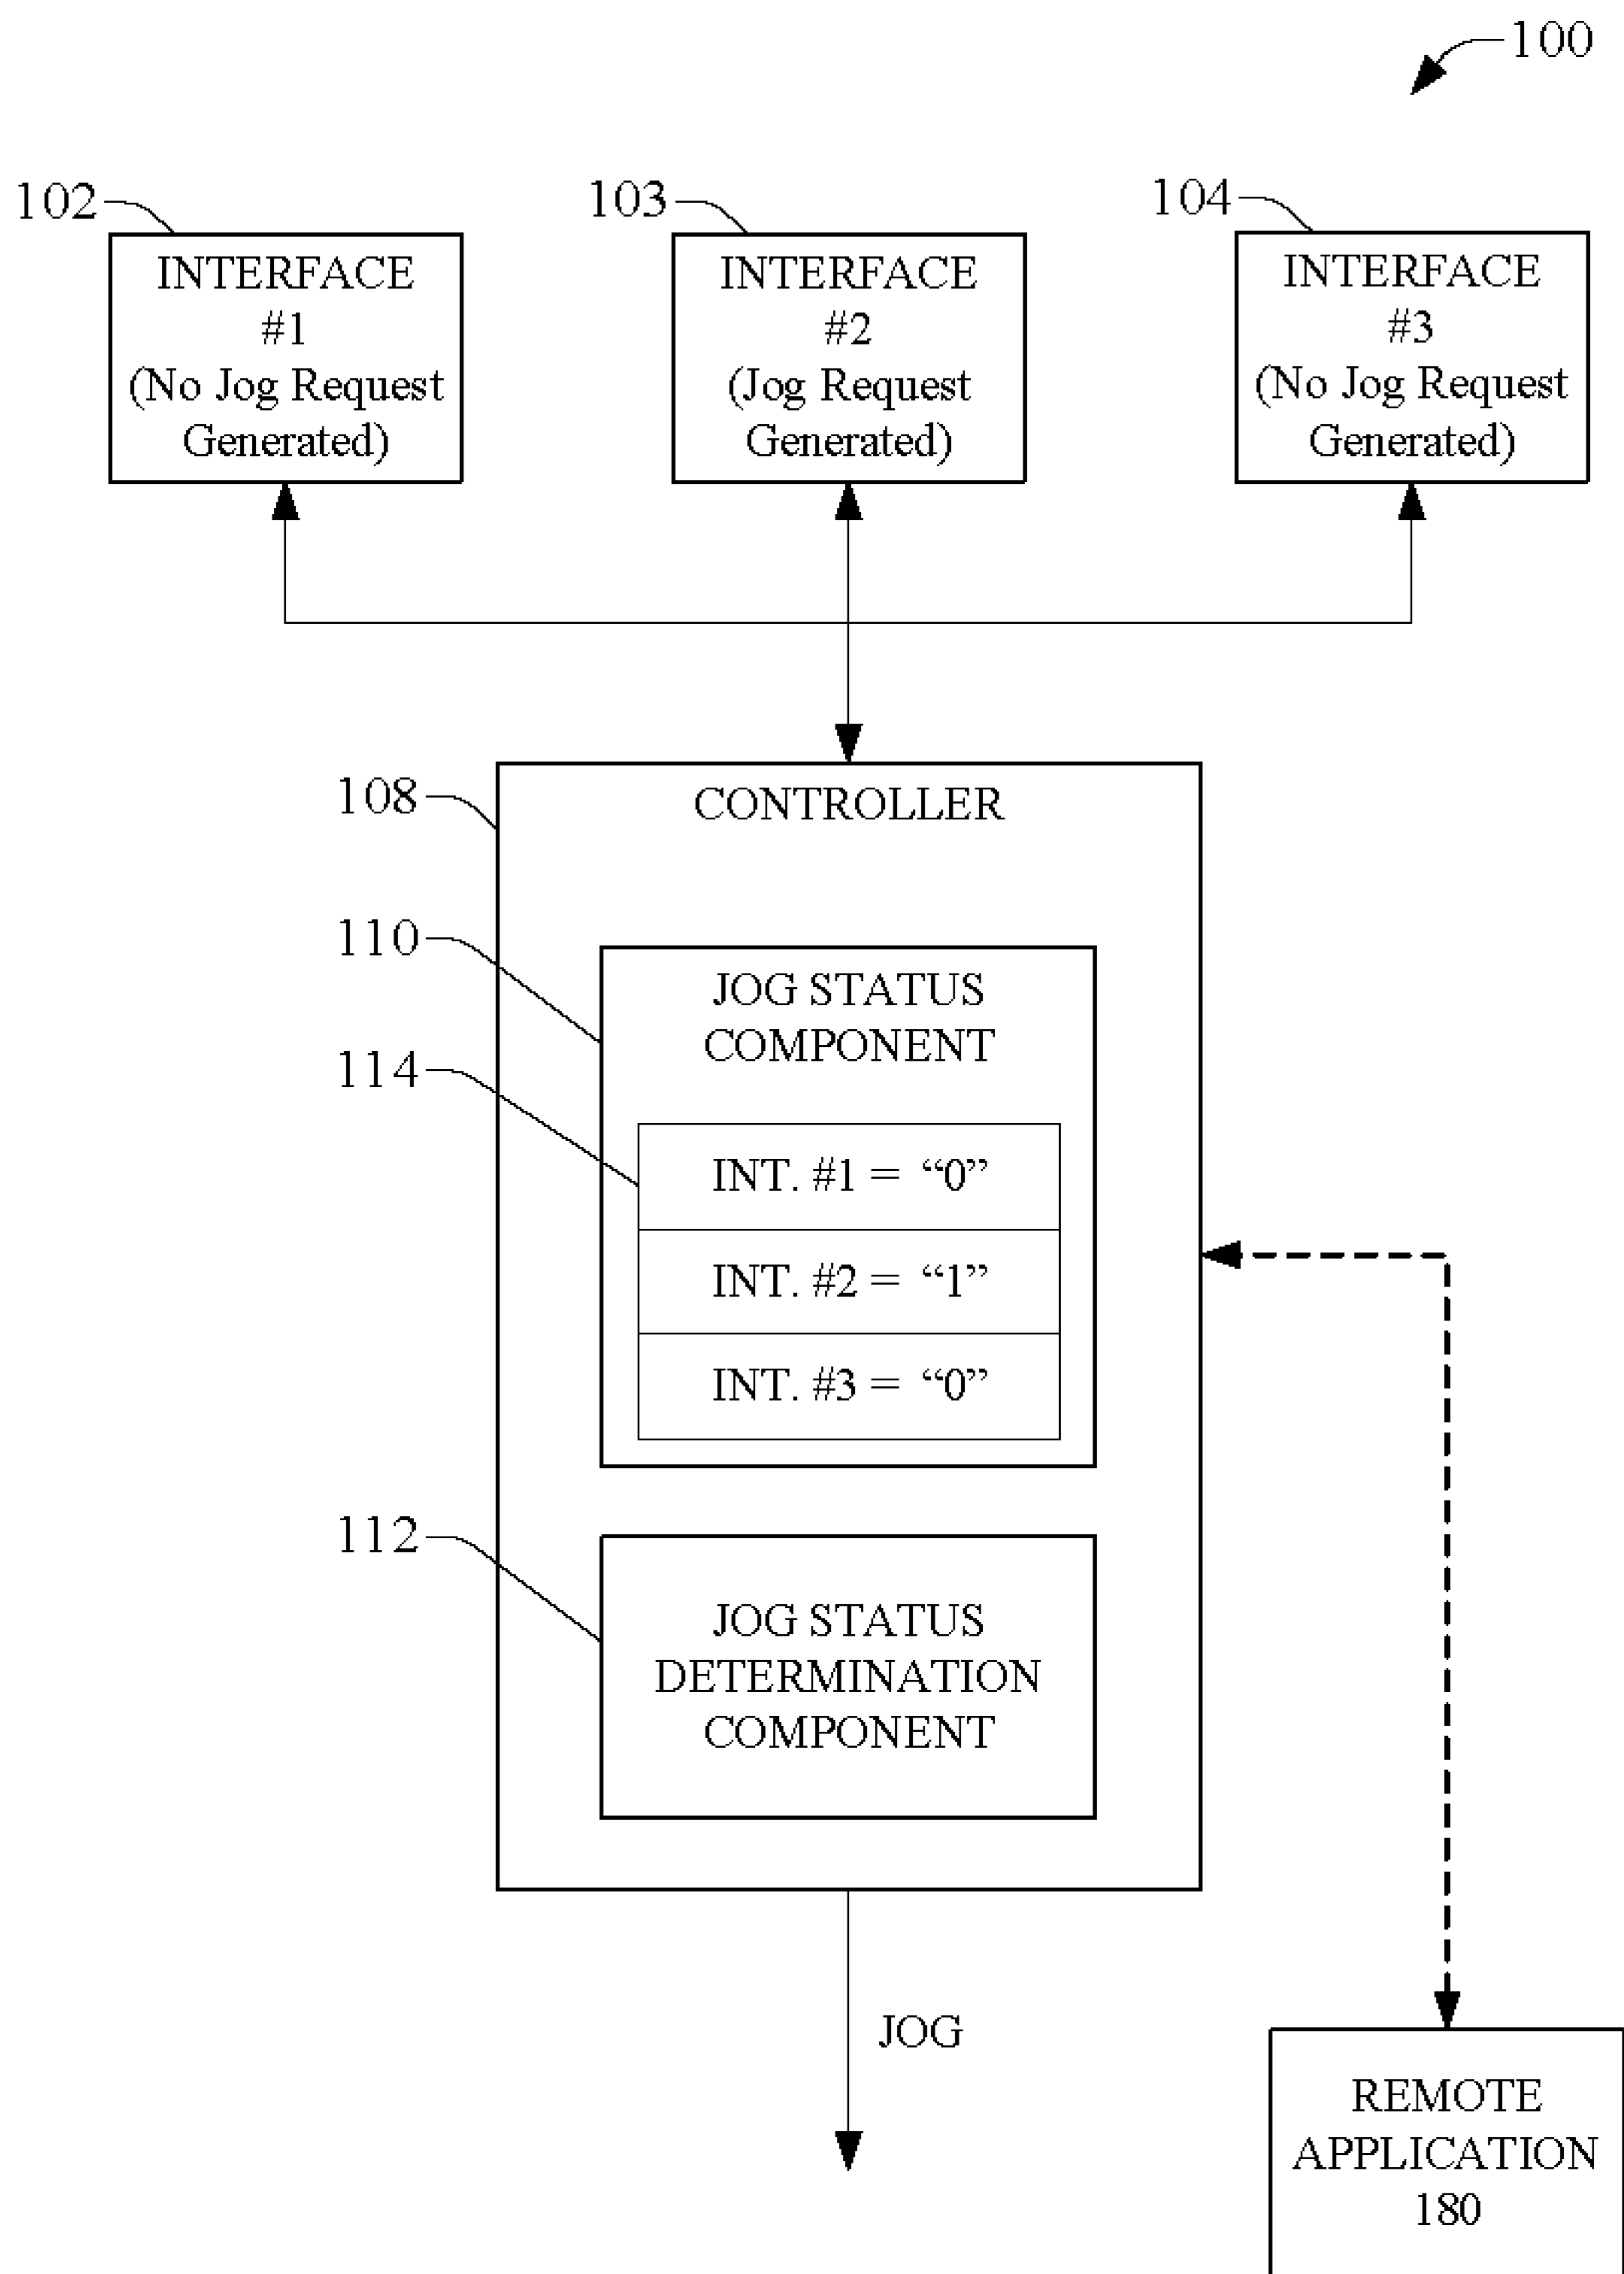 100
102
103
104
INTERFACE
#1
(No Jog Request
Generated)
INTERFACE
#2
(Jog Request
Generated)
INTERFACE
#3
(No Jog Request
Generated)
108
CONTROLLER
110
JOG STATUS
COMPONENT
114
INT. #1 = “0”
INT. #2 = “1”
INT. #3 = “0”
112
JOG STATUS
DETERMINATION
COMPONENT
JOG
REMOTE
APPLICATION
180